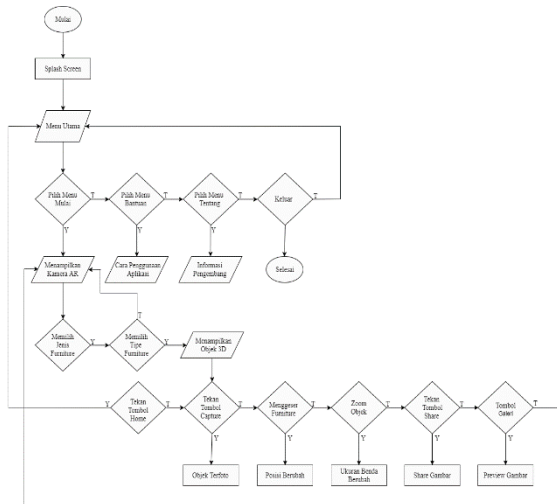 Mulai
Splash Screen
Menu Utama
Pilih Menu
Mulai
T
Pilih Menu
Bantuan
T
Pilih Menu
Tentang
T
Keluar
T
Y
Y
Y
Y
Menampilkan
Kamera AR
Cara Penggunaan
Aplikasi
Informasi
Pengembang
Selesai
T
Memilih
Jenis
Furniture
Y
Memilih
Tipe
Furniture
Y
Menampilkan
Objek 3D
Y
Tekan
Tombol
Home
T
Tekan
Tombol
Capture
T
Menggeser
Furniture
T
Zoom
Objek
T
Tekan
Tombol
Share
T
Tombol
Galeri
T
Y
Y
Y
Y
Y
Objek Terfoto
Posisi Berubah
Ukuran Benda
Berubah
Share Gambar
Preview Gambar